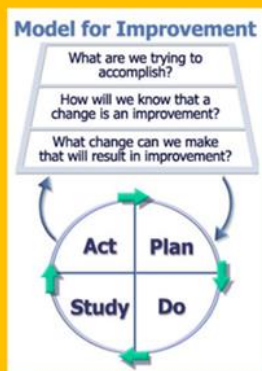 Model for Improvement
What are we trying to
accomplish?
How will we know that a
change is an improvement?
What change can we make
that will result in improvement?
Act
Plan
Study
Do